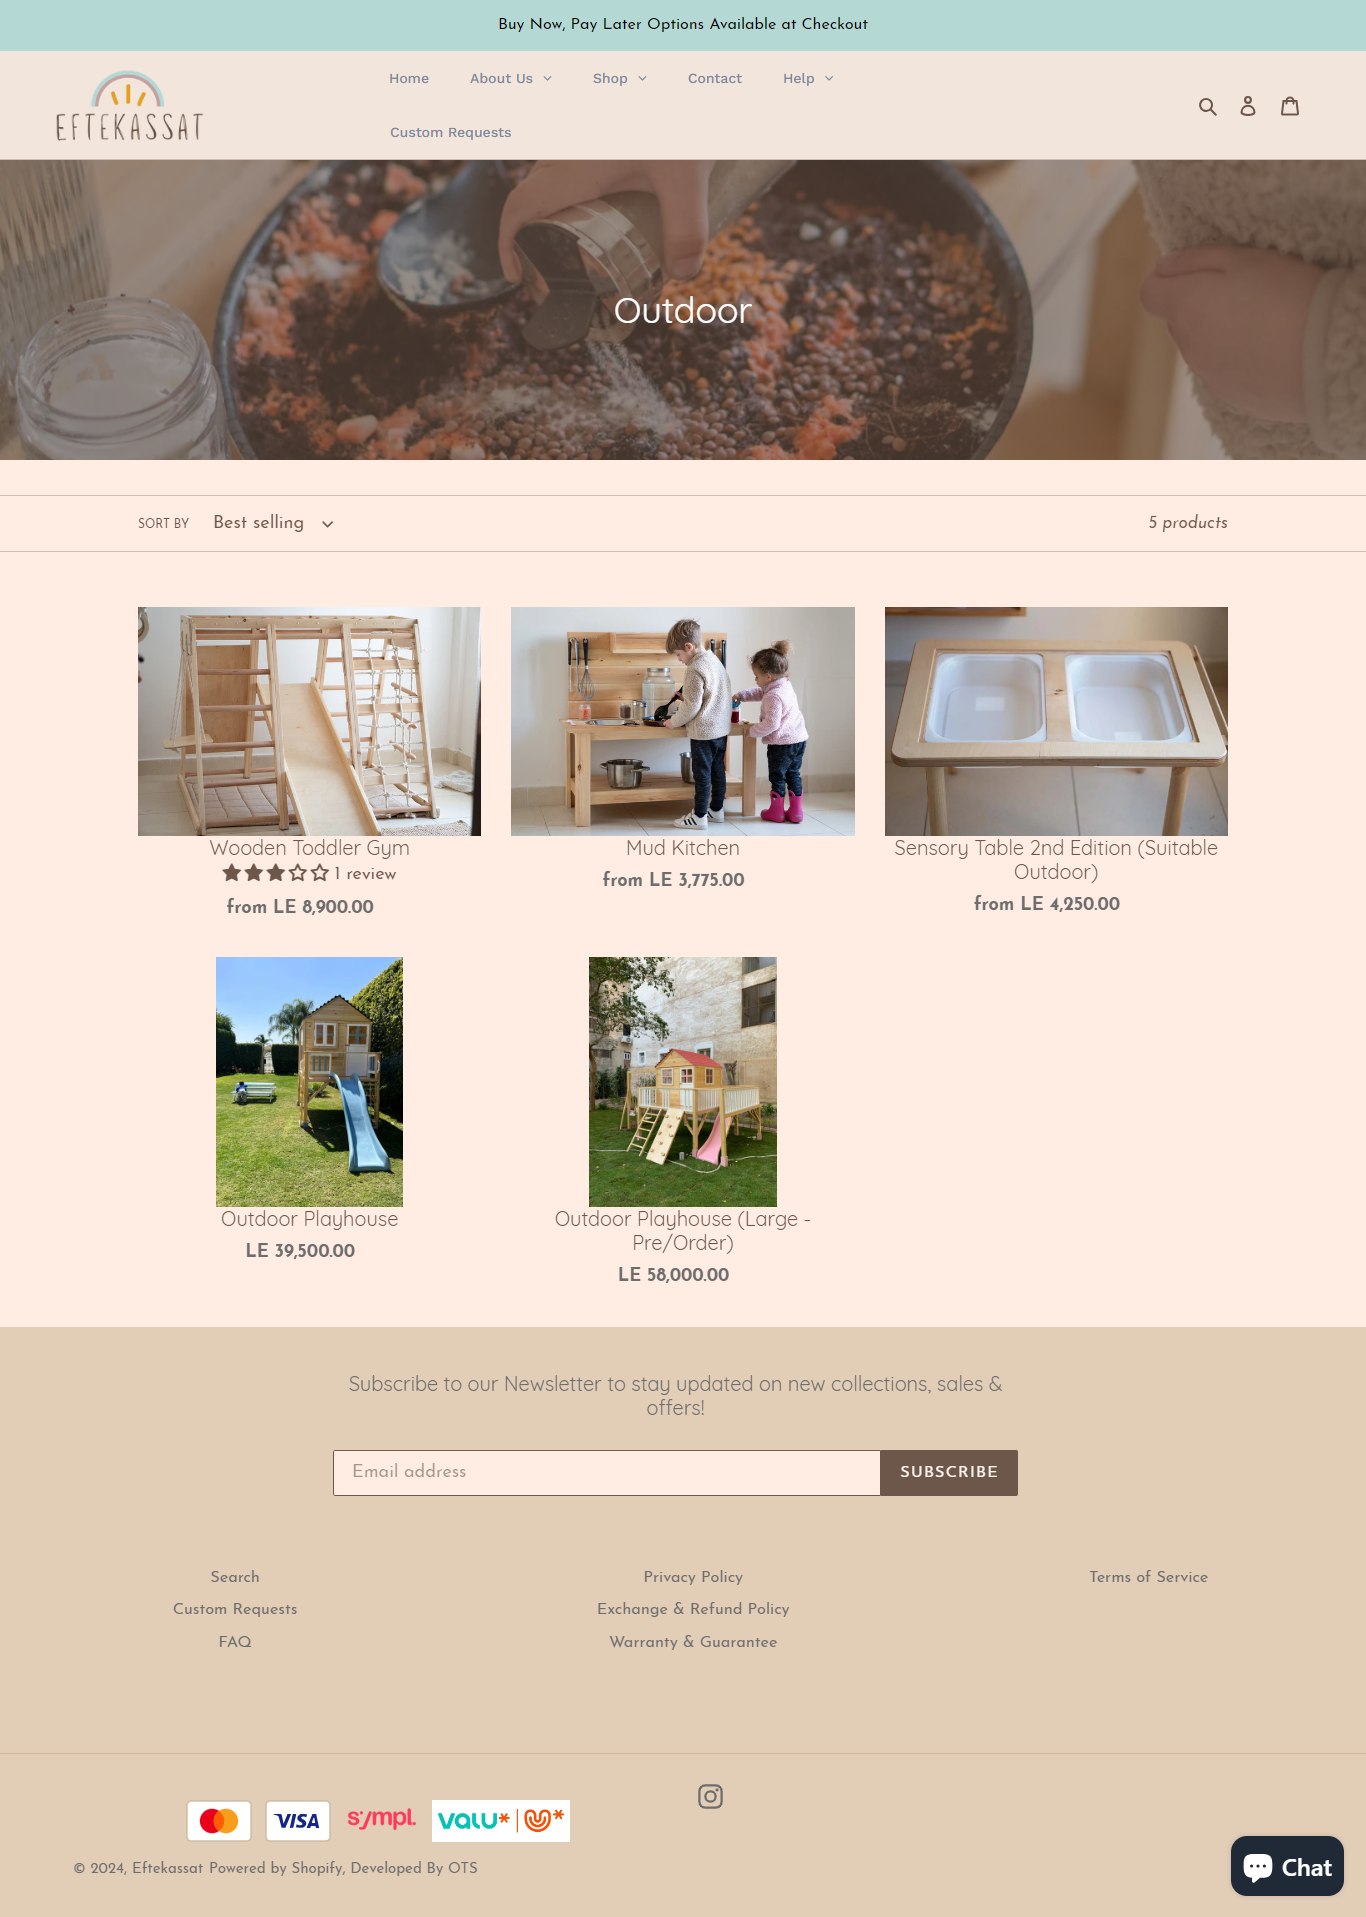 Buy Now, Pay Later Options Available at Checkout
EFTEKASSAT
Home
About Us
Shop
Contact
Help
Custom Requests
Outdoor
SORT BY
Best selling
5 products
Wooden Toddler Gym
1 review
from LE 8,900.00
Mud Kitchen
from LE 3,775.00
Sensory Table 2nd Edition (Suitable
Outdoor)
from LE 4,250.00
Outdoor Playhouse
LE 39,500.00
Outdoor Playhouse (Large -
Pre/Order)
LE 58,000.00
Subscribe to our Newsletter to stay updated on new collections, sales &
offers!
Email address
SUBSCRIBE
Search
Custom Requests
FAQ
Privacy Policy
Exchange & Refund Policy
Warranty & Guarantee
Terms of Service
VISA
sympl.
valu
© 2024, Eftekassat Powered by Shopify, Developed By OTS
Chat